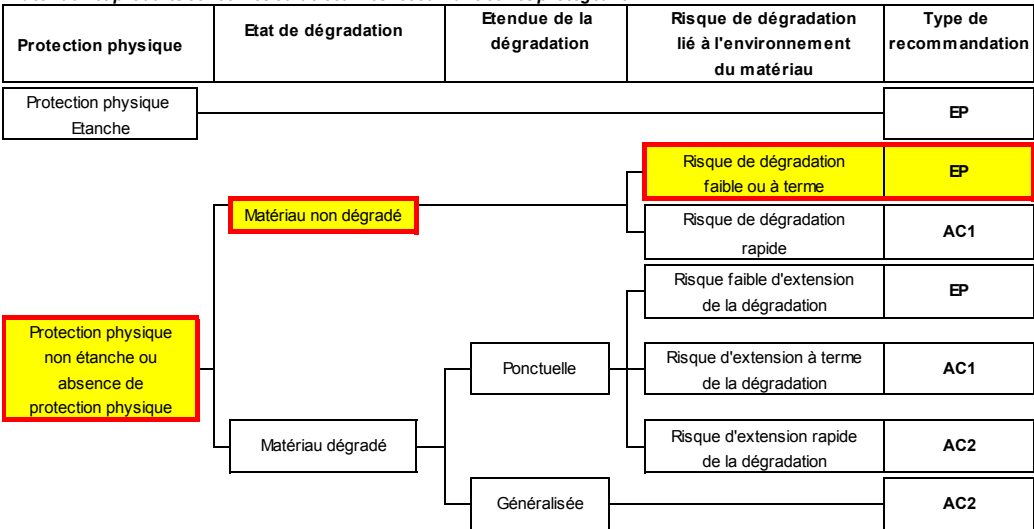 Protection physique
Etat de dégradation
Etendue de la
dégradation
Risque de dégradation
lié à l'environnement
du matériau
Type de
recommandation
Protection physique
Etanche
EP
Risque de dégradation
faible ou à terme
EP
Matériau non dégradé
Risque de dégradation
rapide
AC1
Risque faible d'extension
de la dégradation
EP
Protection physique
non étanche ou
absence de
protection physique
Ponctuelle
Risque d'extension à terme
de la dégradation
AC1
Matériau dégradé
Risque d'extension rapide
de la dégradation
AC2
Généralisée
AC2